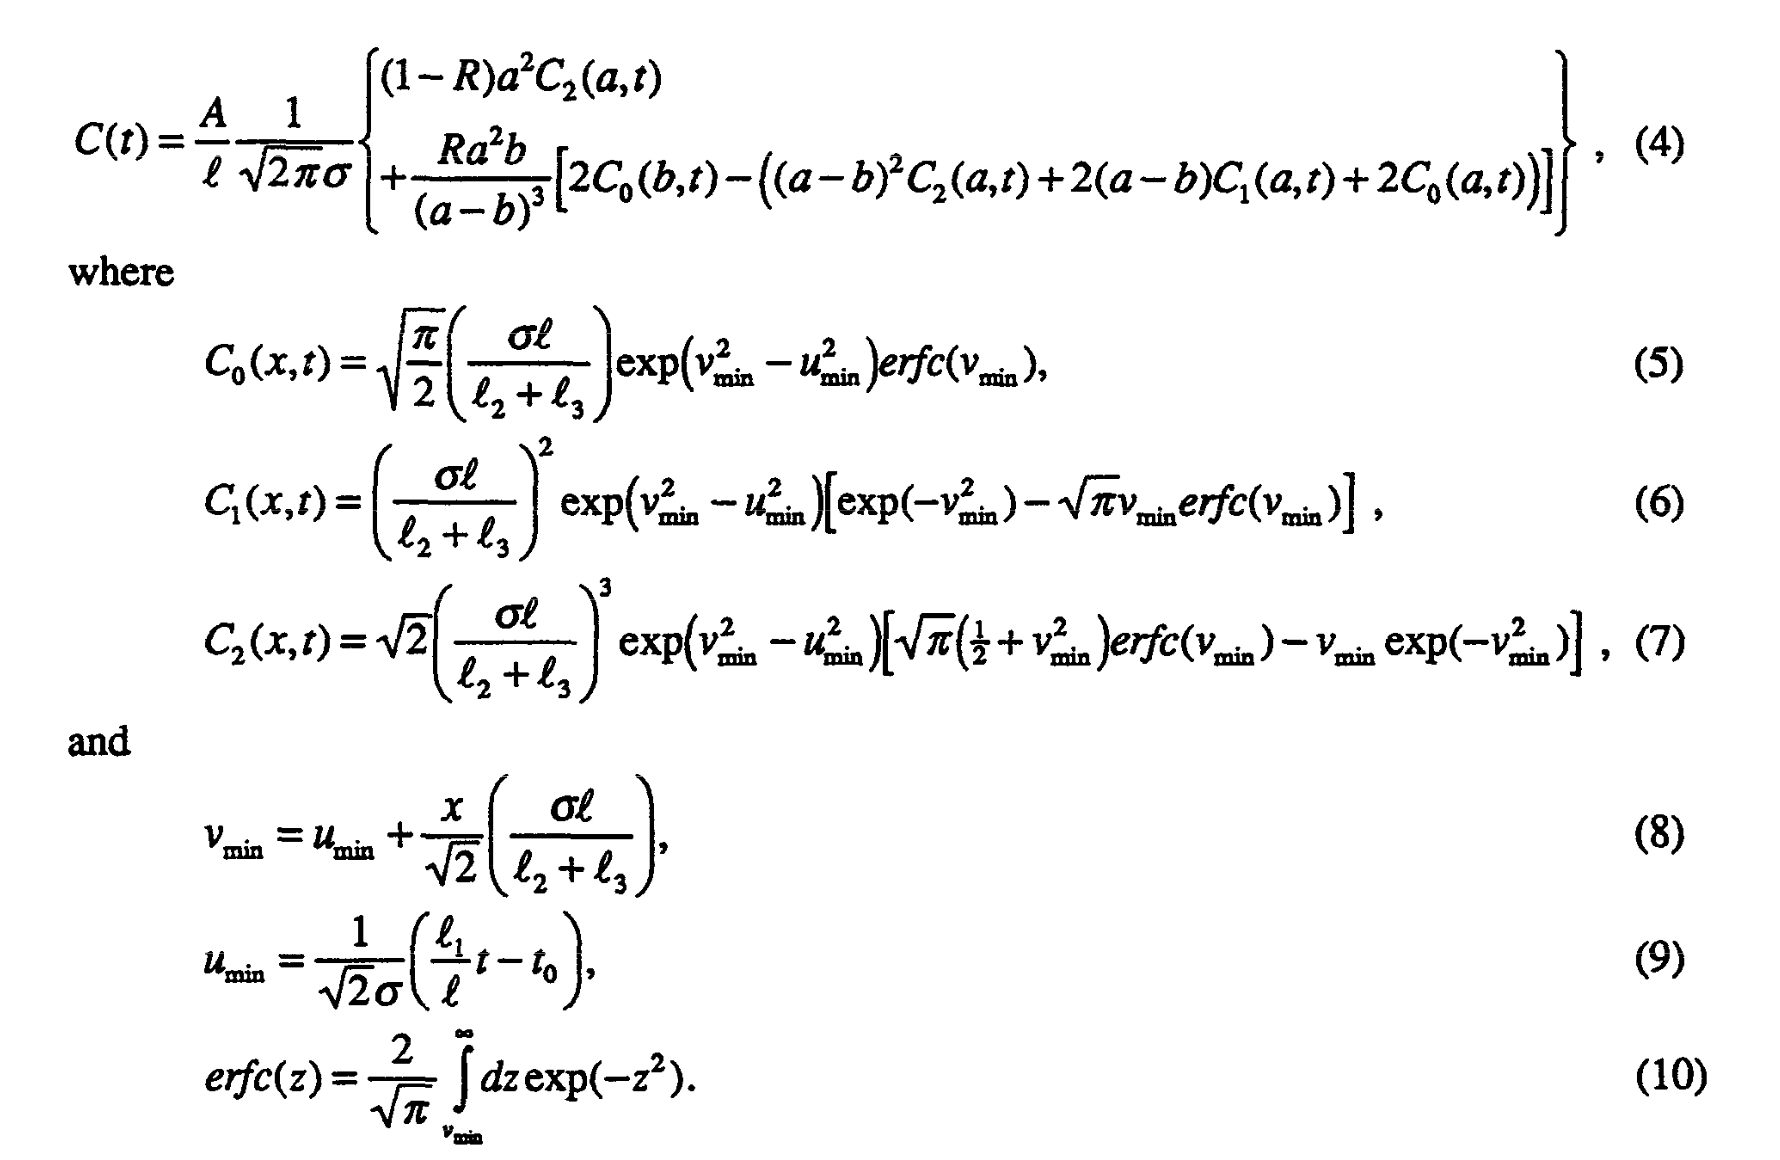 $C(t) = \frac{A}{\ell} \frac{1}{\sqrt{2\pi}\sigma} \left\{ \begin{array}{l} (1-R)a^2 C_2(a,t) \\ + \frac{Ra^2b}{(a-b)^3} \left[ 2C_0(b,t) - \left( (a-b)^2 C_2(a,t) + 2(a-b)C_1(a,t) + 2C_0(a,t) \right) \right] \end{array} \right\}$ , (4)
where
$C_0(x,t) = \sqrt{\frac{\pi}{2}} \left( \frac{\sigma\ell}{\ell_2+\ell_3} \right) \exp\left( v_{\min}^2 - u_{\min}^2 \right) erfc(v_{\min}),$ (5)
$C_1(x,t) = \left( \frac{\sigma\ell}{\ell_2+\ell_3} \right)^2 \exp\left( v_{\min}^2 - u_{\min}^2 \right) \left[ \exp(-v_{\min}^2) - \sqrt{\pi} v_{\min} erfc(v_{\min}) \right]$ , (6)
$C_2(x,t) = \sqrt{2} \left( \frac{\sigma\ell}{\ell_2+\ell_3} \right)^3 \exp\left( v_{\min}^2 - u_{\min}^2 \right) \left[ \sqrt{\pi} \left( \frac{1}{2} + v_{\min}^2 \right) erfc(v_{\min}) - v_{\min} \exp(-v_{\min}^2) \right]$ , (7)
and
$v_{\min} = u_{\min} + \frac{x}{\sqrt{2}} \left( \frac{\sigma\ell}{\ell_2+\ell_3} \right),$ (8)
$u_{\min} = \frac{1}{\sqrt{2}\sigma} \left( \frac{\ell_1}{\ell} t - t_0 \right),$ (9)
$erfc(z) = \frac{2}{\sqrt{\pi}} \int_{v_{\min}}^{\infty} dz \exp(-z^2).$ (10)